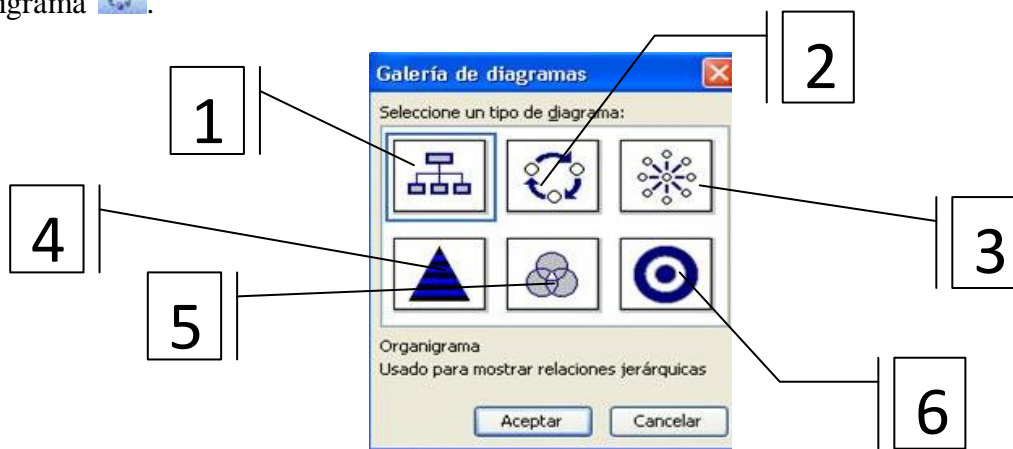 igrama .
Galería de diagramas
Seleccione un tipo de diagrama:
1
2
3
4
5
6
Organigrama
Usado para mostrar relaciones jerárquicas
Aceptar
Cancelar